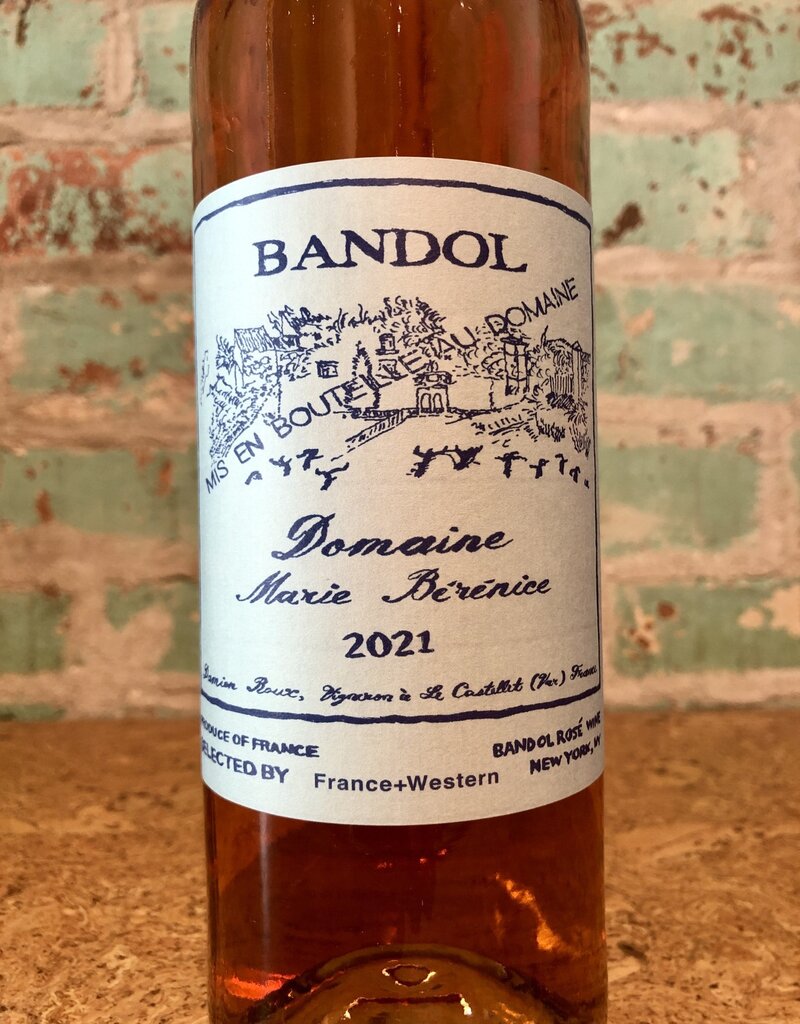 BANDOL
MIS EN BOUTEILLE AU DOMAINE
Domaine
Marie Bérénice
2021
Damien Roux, Vigneron à Le Castellet (Var) France
PRODUCE OF FRANCE
SELECTED BY France+Western
BANDOL ROSÉ WINE
NEW YORK, NY